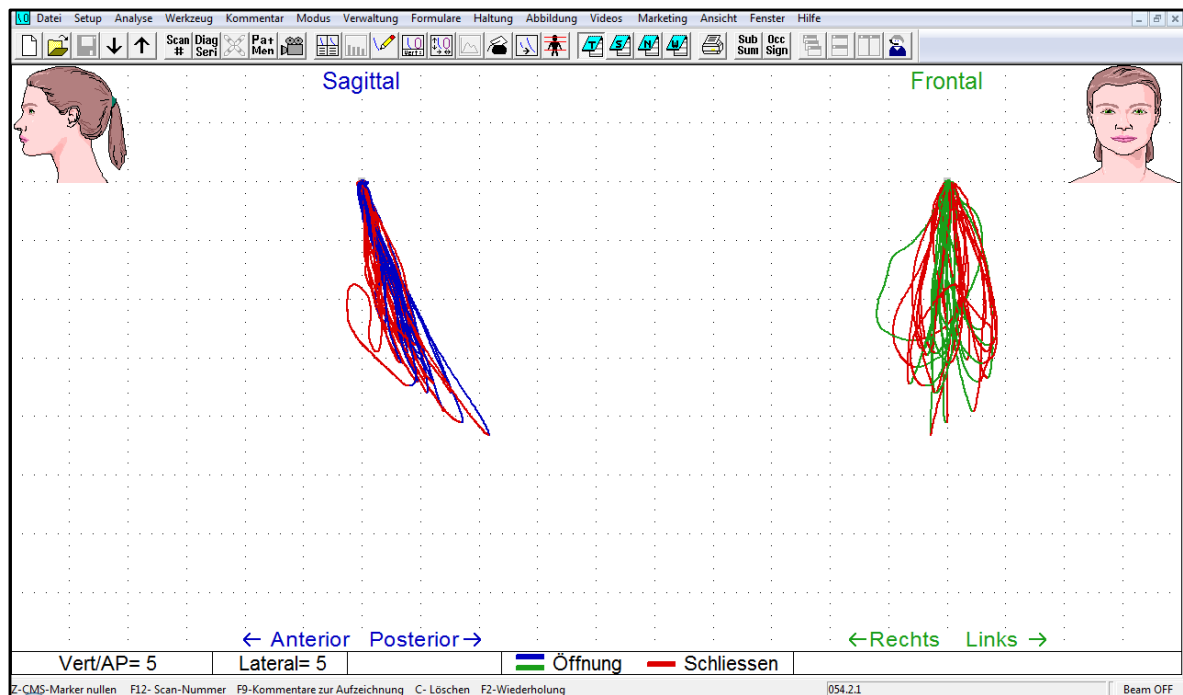 Datei Setup Analyse Werkzeug Kommentar Modus Verwaltung Formulare Haltung Abbildung Videos Marketing Ansicht Fenster Hilfe
Scan # Diag Seri Pat Men T S N W Sub Sum Occ Sign
Sagittal Frontal
← Anterior Posterior → ←Rechts Links →
Vert/AP= 5 Lateral= 5 Öffnung Schliessen
Z-CMS-Marker nullen F12- Scan-Nummer F9-Kommentare zur Aufzeichnung C- Löschen F2-Wiederholung 054.2.1 Beam OFF